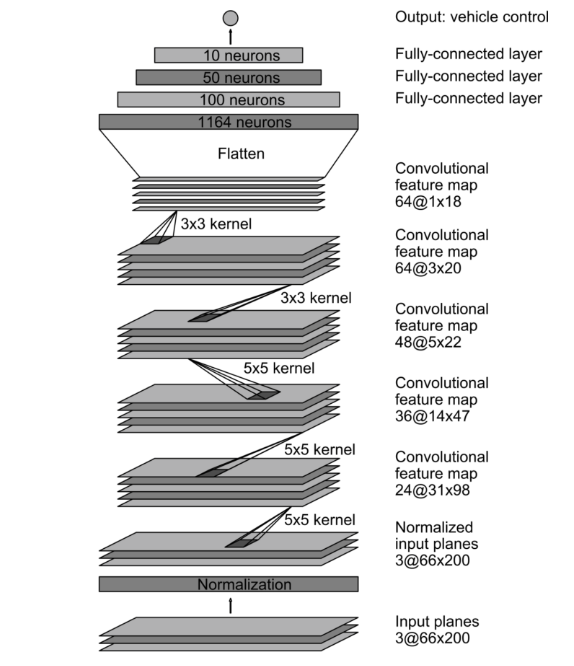 Output: vehicle control
10 neurons
Fully-connected layer
50 neurons
Fully-connected layer
100 neurons
Fully-connected layer
1164 neurons
Flatten
Convolutional
feature map
64@1x18
3x3 kernel
Convolutional
feature map
64@3x20
3x3 kernel
Convolutional
feature map
48@5x22
5x5 kernel
Convolutional
feature map
36@14x47
5x5 kernel
Convolutional
feature map
24@31x98
5x5 kernel
Normalized
input planes
3@66x200
Normalization
Input planes
3@66x200